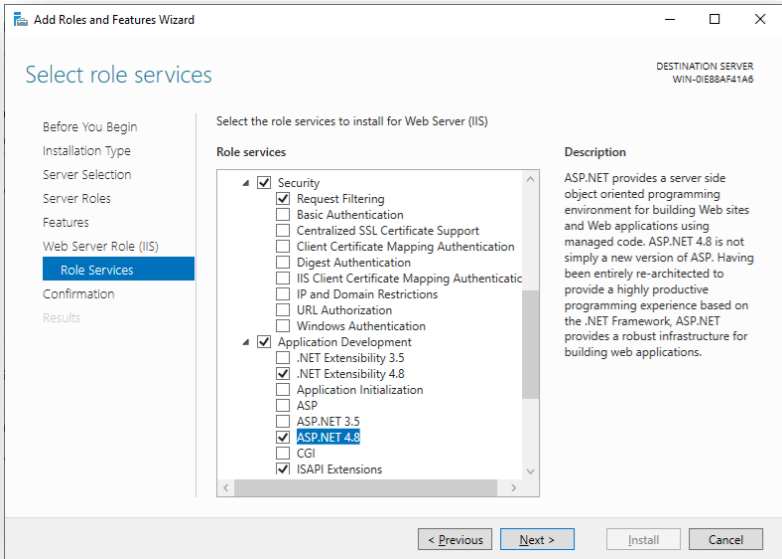 Add Roles and Features Wizard
Select role services
DESTINATION SERVER
WIN-0IE88AF41A6
Before You Begin
Installation Type
Server Selection
Server Roles
Features
Web Server Role (IIS)
Role Services
Confirmation
Results
Select the role services to install for Web Server (IIS)
Role services
Security
Request Filtering
Basic Authentication
Centralized SSL Certificate Support
Client Certificate Mapping Authentication
Digest Authentication
IIS Client Certificate Mapping Authenticatic
IP and Domain Restrictions
URL Authorization
Windows Authentication
Application Development
.NET Extensibility 3.5
.NET Extensibility 4.8
Application Initialization
ASP
ASP.NET 3.5
ASP.NET 4.8
CGI
ISAPI Extensions
Description
ASP.NET provides a server side
object oriented programming
environment for building Web sites
and Web applications using
managed code. ASP.NET 4.8 is not
simply a new version of ASP. Having
been entirely re-architected to
provide a highly productive
programming experience based on
the .NET Framework, ASP.NET
provides a robust infrastructure for
building web applications.
< Previous
Next >
Install
Cancel